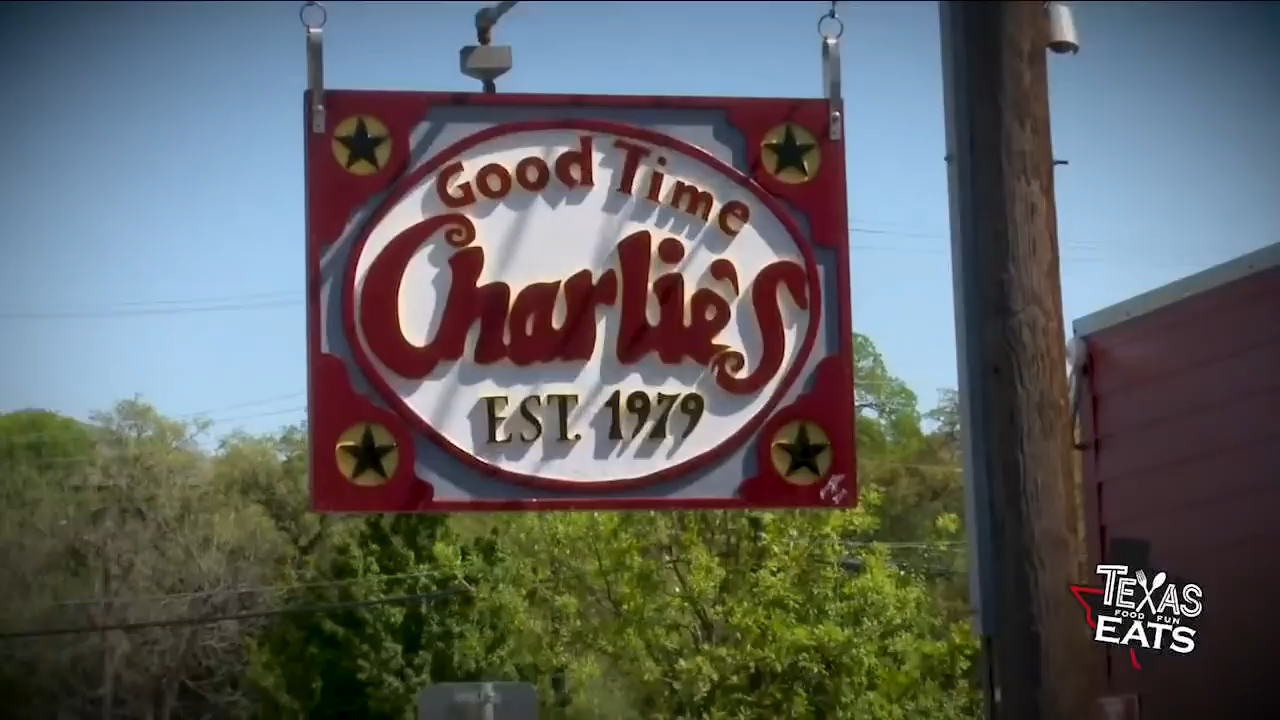 Good Time
Charlie's
EST. 1979
TEXAS
FOOD FUN
EATS